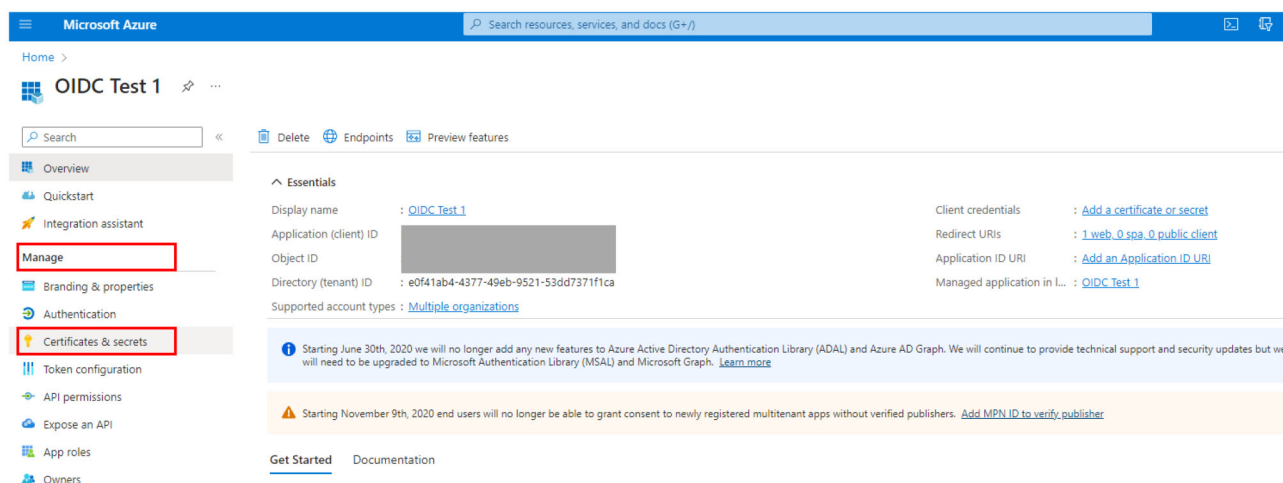 Microsoft Azure
Search resources, services, and docs (G+/)
Home >
OIDC Test 1
Search
Overview
Quickstart
Integration assistant
Manage
Branding & properties
Authentication
Certificates & secrets
Token configuration
API permissions
Expose an API
App roles
Owners
Delete
Endpoints
Preview features
Essentials
Display name : OIDC Test 1
Application (client) ID
Object ID
Directory (tenant) ID : e0f41ab4-4377-49eb-9521-53dd7371f1ca
Supported account types : Multiple organizations
Client credentials : Add a certificate or secret
Redirect URIs : 1 web, 0 spa, 0 public client
Application ID URI : Add an Application ID URI
Managed application in l... : OIDC Test 1
Starting June 30th, 2020 we will no longer add any new features to Azure Active Directory Authentication Library (ADAL) and Azure AD Graph. We will continue to provide technical support and security updates but we
will need to be upgraded to Microsoft Authentication Library (MSAL) and Microsoft Graph. Learn more
Starting November 9th, 2020 end users will no longer be able to grant consent to newly registered multitenant apps without verified publishers. Add MPN ID to verify publisher
Get Started
Documentation